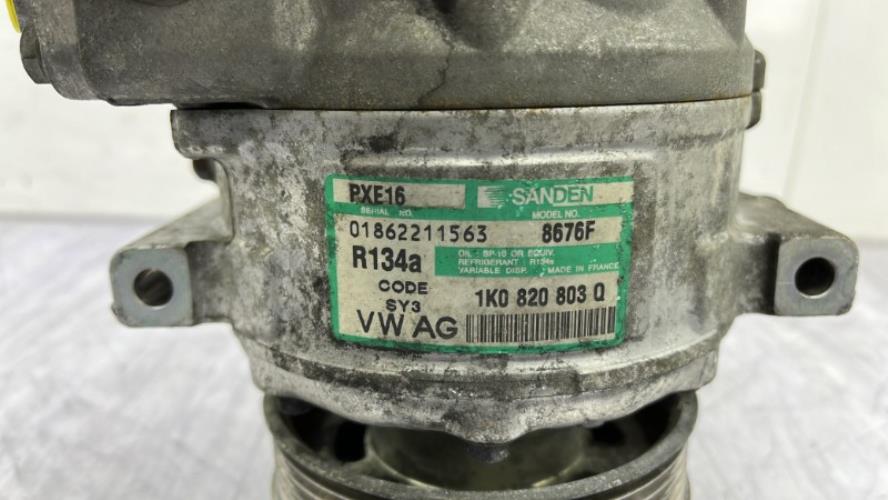 PXE16 SANDEN
SERIAL NO. MODEL NO.
01862211563 8676F
R134a OIL : SP-10 OR EQUIV.
REFRIGERANT : R134a
VARIABLE DISP. MADE IN FRANCE
CODE 1K0 820 803 Q
SY3
VW AG